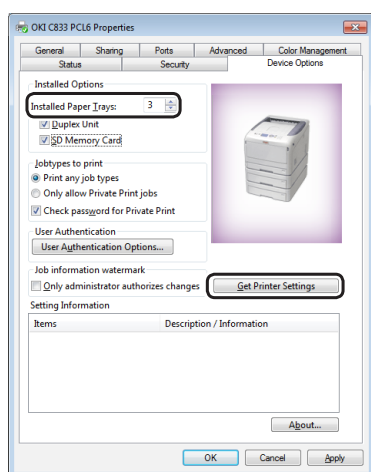 OKI C833 PCL6 Properties
General Sharing Ports Advanced Color Management
Status Security Device Options
Installed Options
Installed Paper Trays: 3
Duplex Unit
SD Memory Card
Jobtypes to print
Print any job types
Only allow Private Print jobs
Check password for Private Print
User Authentication
User Authentication Options...
Job information watermark
Only administrator authorizes changes Get Printer Settings
Setting Information
Items Description / Information
About...
OK Cancel Apply